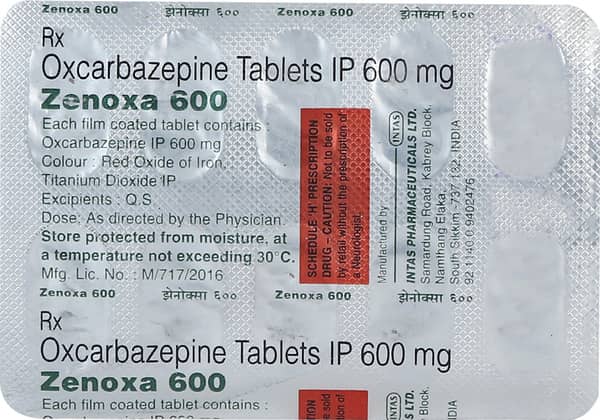 Zenoxa 600 झेनोक्सा ६०० Zenoxa 600 झेनोक्सा ६००
Rx
Oxcarbazepine Tablets IP 600 mg
Zenoxa 600
Each film coated tablet contains :
Oxcarbazepine IP 600 mg
Colour : Red Oxide of Iron,
Titanium Dioxide IP
Excipients : Q.S.
Dose: As directed by the Physician
Store protected from moisture, at
a temperature not exceeding 30°C.
Mfg. Lic. No. : M/717/2016
SCHEDULE 'H' PRESCRIPTION
DRUG – CAUTION: Not to be sold
by retail without the prescription of
a Neurologist.
Manufactured by
INTAS
INTAS PHARMACEUTICALS LTD.
Samardung Road, Kabrey Block,
Namthang Elaka,
South Sikkim -737 132, INDIA
92 1140 0 9402476
Zenoxa 600 झेनोक्सा ६०० Zenoxa 600 झेनोक्सा ६००
Rx
Oxcarbazepine Tablets IP 600 mg
Zenoxa 600
Each film coated tablet contains :
INTAS